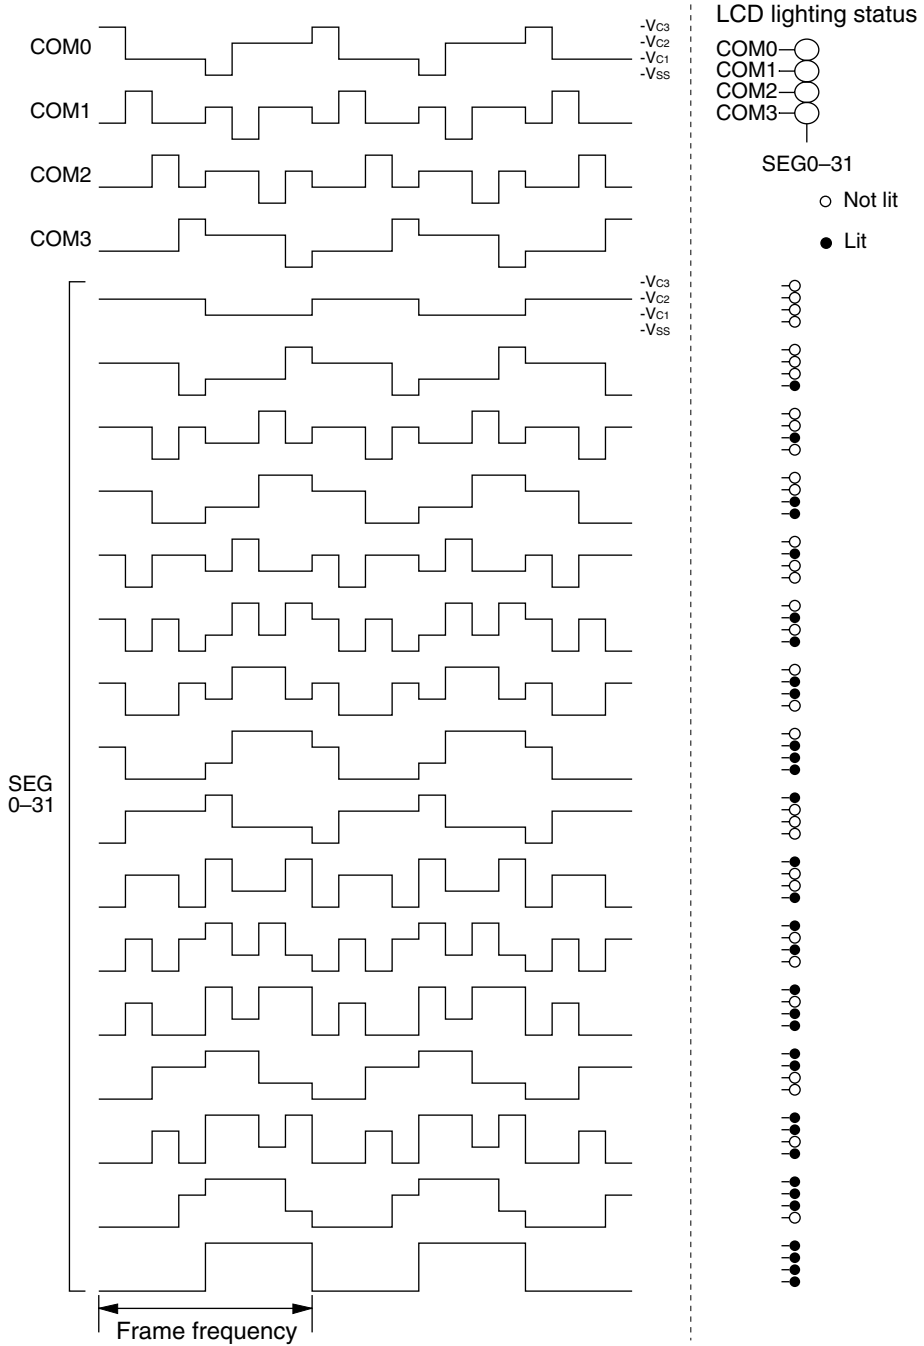 LCD lighting status
COM0
-VC3
-VC2
-VC1
-VSS
COM0
COM1
COM2
COM3
COM1
COM2
SEG0–31
Not lit
COM3
Lit
-VC3
-VC2
-VC1
-VSS
SEG
0–31
Frame frequency